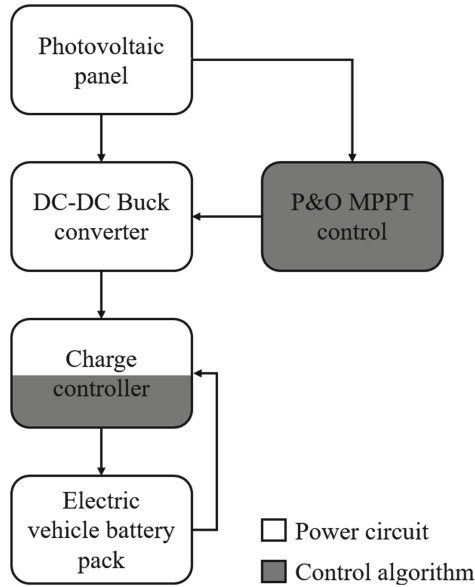 Photovoltaic
panel
DC-DC Buck
converter
P&O MPPT
control
Charge
controller
Electric
vehicle battery
pack
Power circuit
Control algorithm